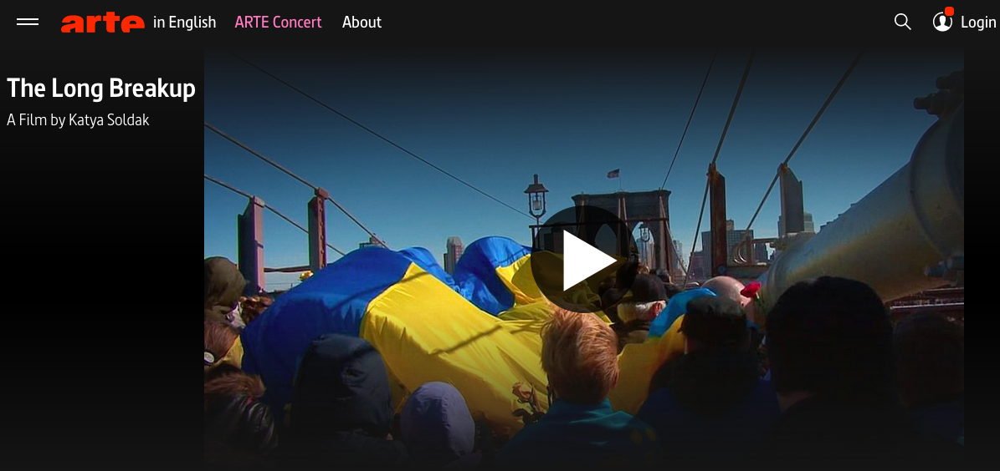 arte in English ARTE Concert About Login
The Long Breakup
A Film by Katya Soldak